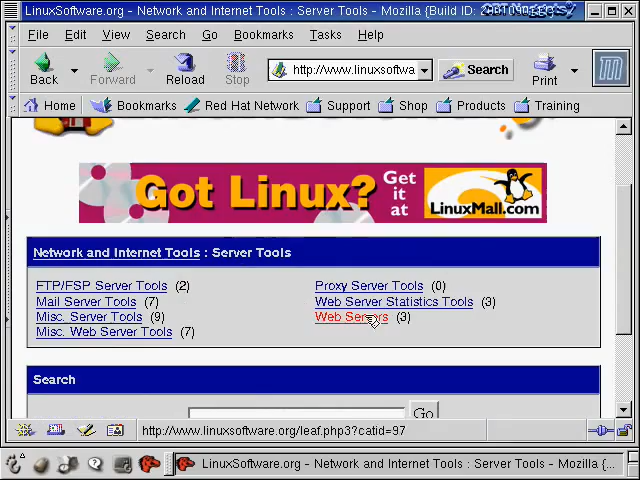 LinuxSoftware.org - Network and Internet Tools : Server Tools - Mozilla {Build ID:
File Edit View Search Go Bookmarks Tasks Help
Back Forward Reload Stop http://www.linuxsoftwa Search Print
Home Bookmarks Red Hat Network Support Shop Products Training
Got Linux? Get it at LinuxMall.com
Network and Internet Tools : Server Tools
FTP/FSP Server Tools (2) Proxy Server Tools (0)
Mail Server Tools (7) Web Server Statistics Tools (3)
Misc. Server Tools (9) Web Servers (3)
Misc. Web Server Tools (7)
Search
Go
http://www.linuxsoftware.org/leaf.php3?catid=97
LinuxSoftware.org - Network and Internet Tools : Server Tools - Mozilla {...